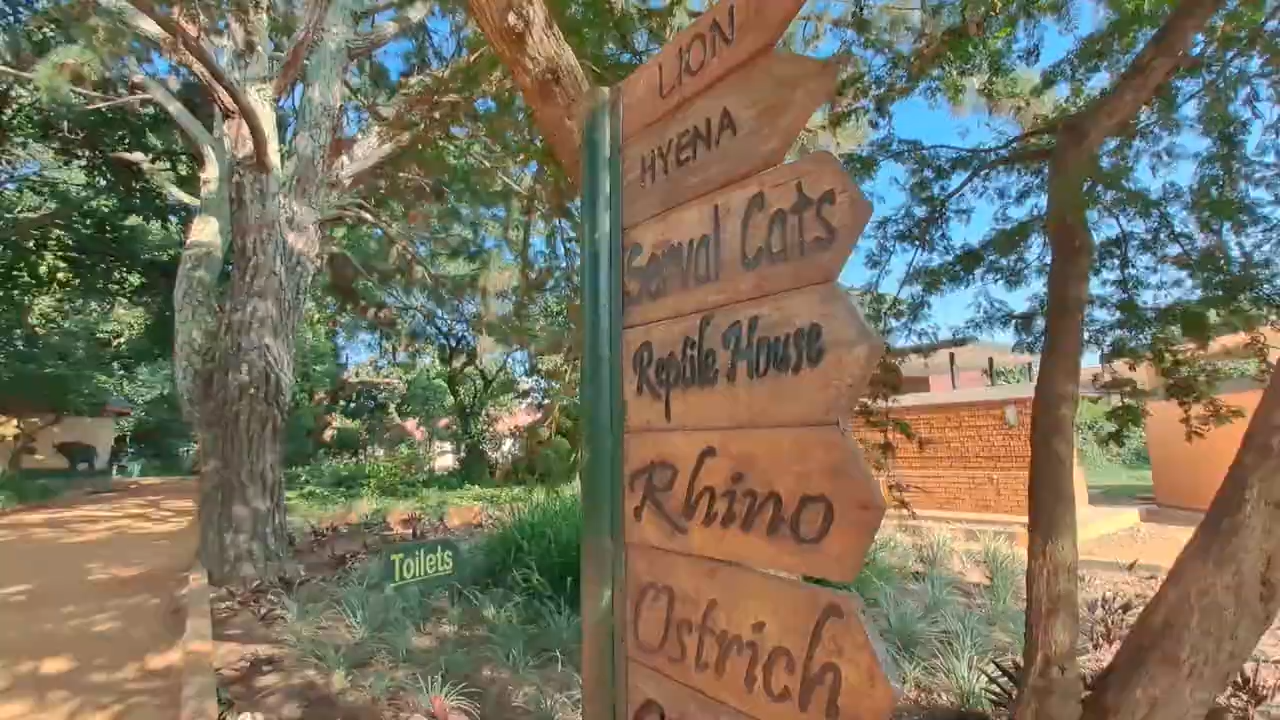 LION
HYENA
Serval Cats
Reptile House
Rhino
Ostrich
Toilets